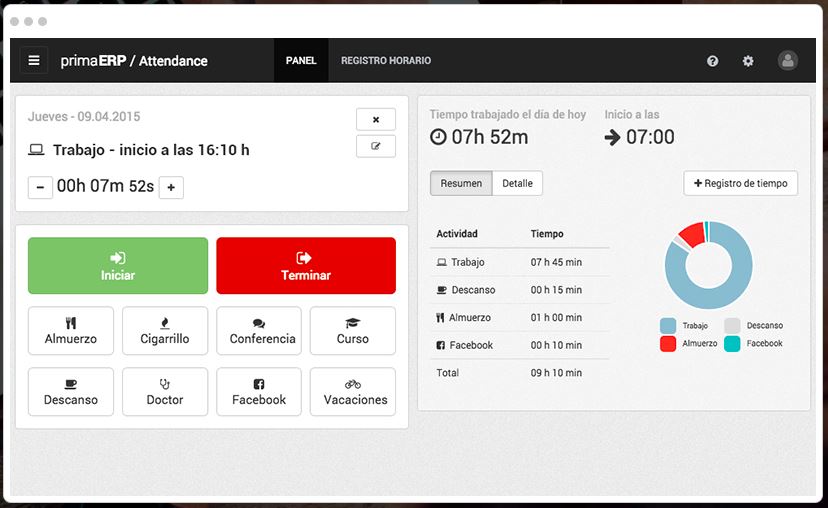 primaERP / Attendance
PANEL
REGISTRO HORARIO
Jueves - 09.04.2015
Trabajo - inicio a las 16:10 h
00h 07m 52s
Iniciar
Terminar
Almuerzo
Cigarrillo
Conferencia
Curso
Descanso
Doctor
Facebook
Vacaciones
Tiempo trabajado el día de hoy
Inicio a las
07h 52m
07:00
Resumen
Detalle
+ Registro de tiempo
Actividad Tiempo
Trabajo 07 h 45 min
Descanso 00 h 15 min
Almuerzo 01 h 00 min
Facebook 00 h 10 min
Total 09 h 10 min
Trabajo Descanso
Almuerzo Facebook